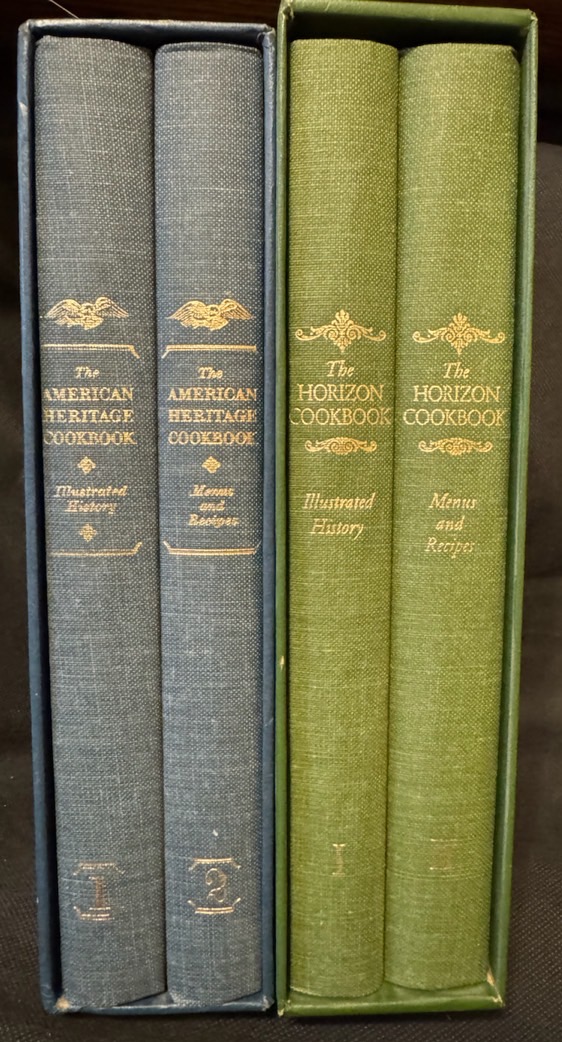 The
AMERICAN
HERITAGE
COOKBOOK
Illustrated
History
1
The
AMERICAN
HERITAGE
COOKBOOK
Menus
and
Recipes
2
The
HORIZON
COOKBOOK
Illustrated
History
I
The
HORIZON
COOKBOOK
Menus
and
Recipes